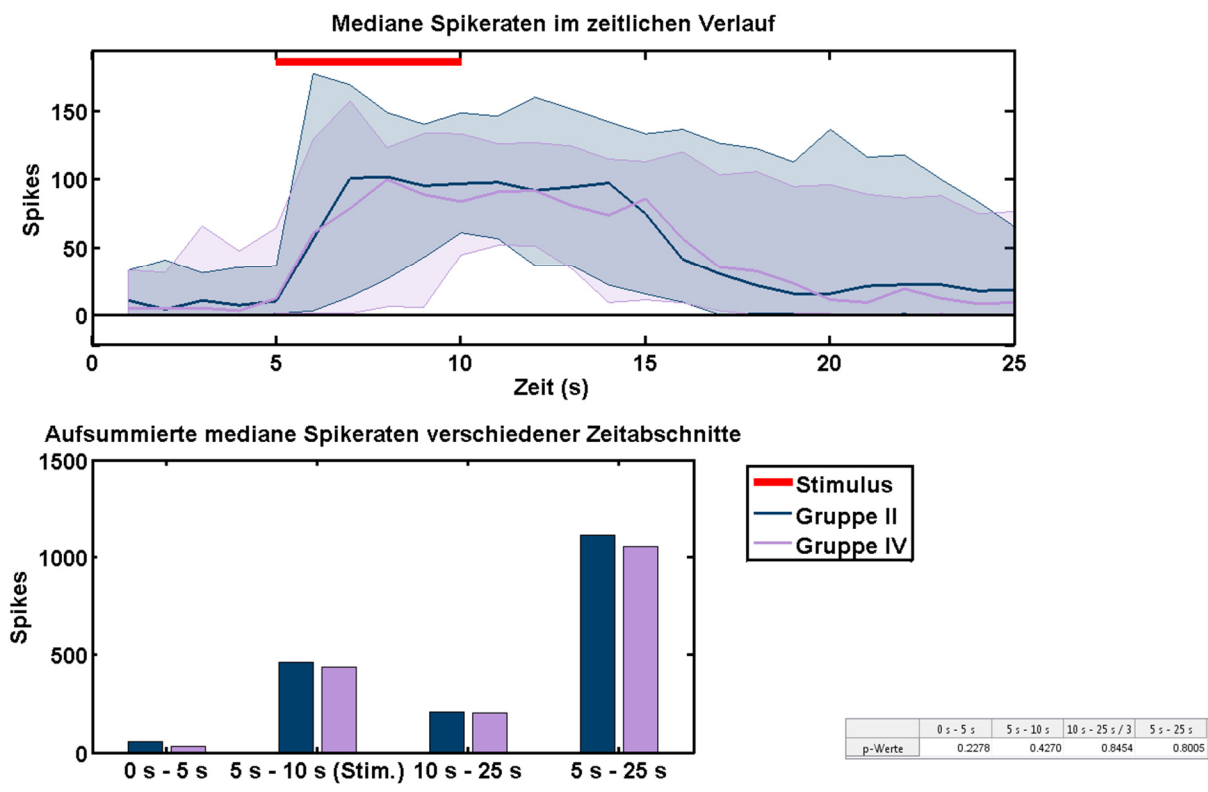 Mediane Spikeraten im zeitlichen Verlauf
150
100
50
0
Spikes
0 5 10 15 20 25
Zeit (s)
Aufsummierte mediane Spikeraten verschiedener Zeitabschnitte
1500
1000
500
0
Spikes
0 s - 5 s 5 s - 10 s (Stim.) 10 s - 25 s 5 s - 25 s
Stimulus
Gruppe II
Gruppe IV
0 s - 5 s 5 s - 10 s 10 s - 25 s / 3 5 s - 25 s
p-Werte 0.2278 0.4270 0.8454 0.8005